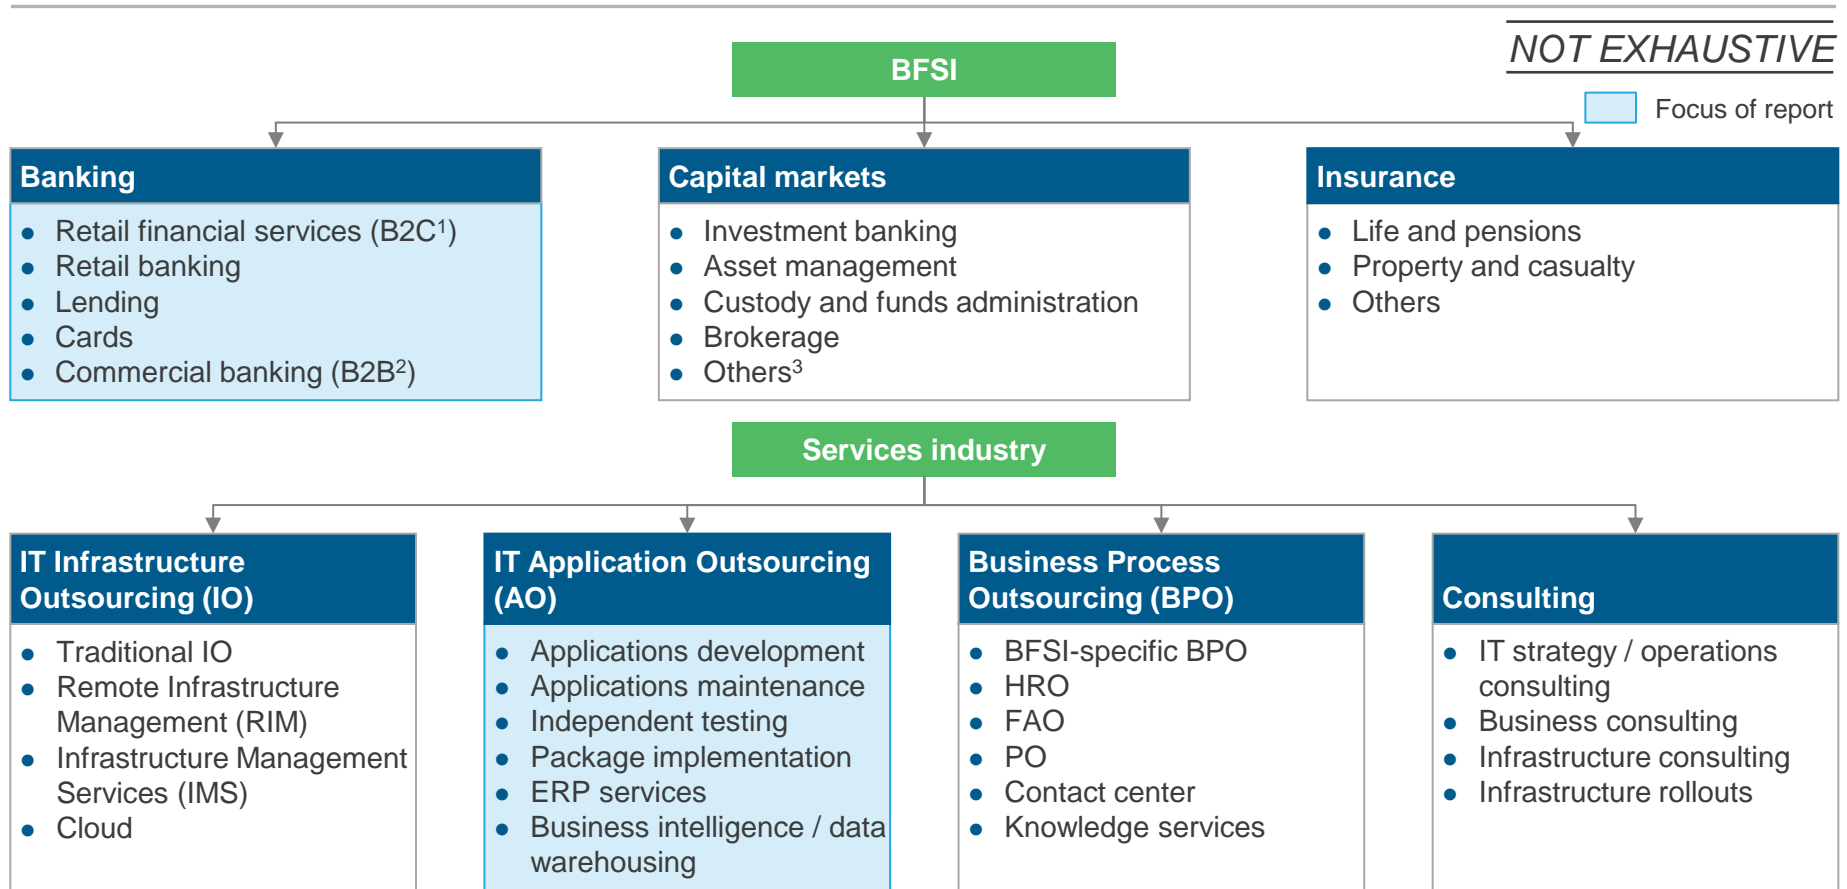 NOT EXHAUSTIVE
BFSI
Focus of report
Banking
● Retail financial services (B2C¹)
● Retail banking
● Lending
● Cards
● Commercial banking (B2B²)
Capital markets
● Investment banking
● Asset management
● Custody and funds administration
● Brokerage
● Others³
Insurance
● Life and pensions
● Property and casualty
● Others
Services industry
IT Infrastructure
Outsourcing (IO)
● Traditional IO
● Remote Infrastructure
Management (RIM)
● Infrastructure Management
Services (IMS)
● Cloud
IT Application Outsourcing
(AO)
● Applications development
● Applications maintenance
● Independent testing
● Package implementation
● ERP services
● Business intelligence / data
warehousing
Business Process
Outsourcing (BPO)
● BFSI-specific BPO
● HRO
● FAO
● PO
● Contact center
● Knowledge services
Consulting
● IT strategy / operations
consulting
● Business consulting
● Infrastructure consulting
● Infrastructure rollouts